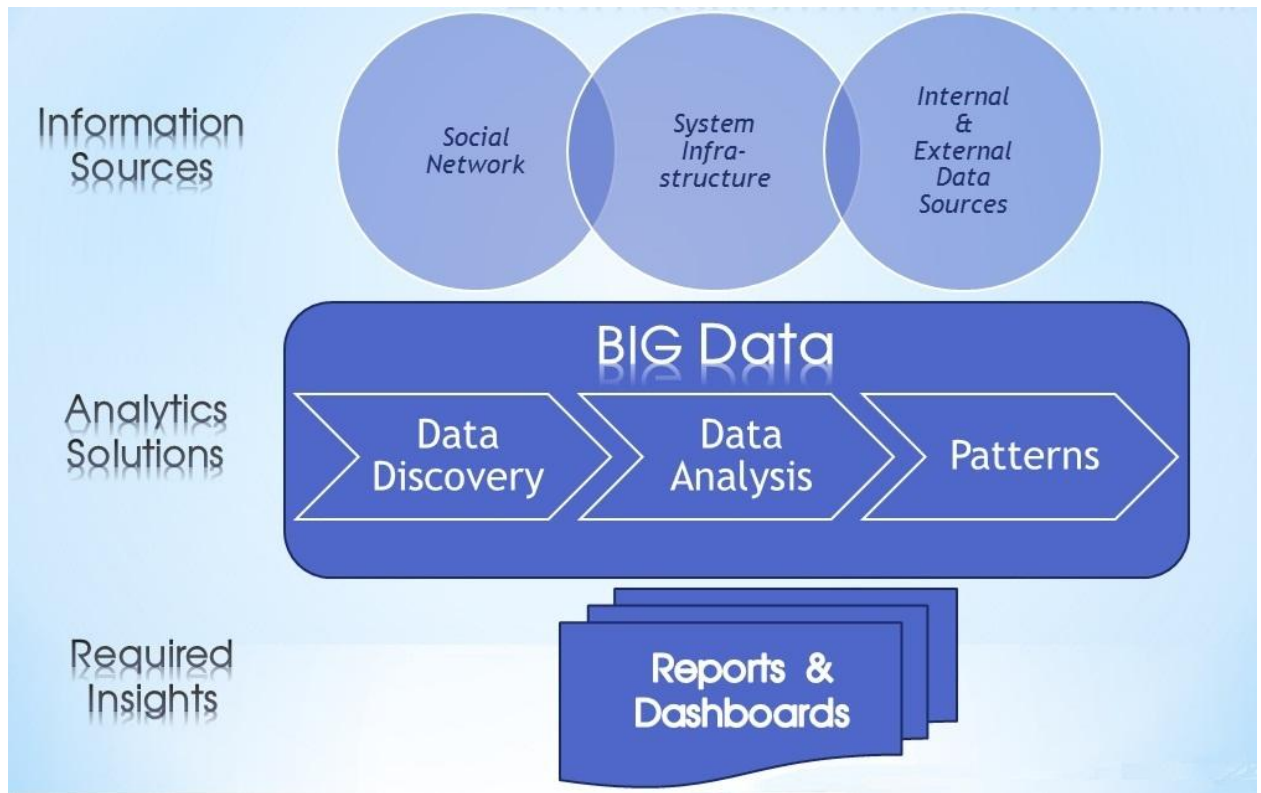 Information
Sources
Social
Network
System
Infra-
structure
Internal
&
External
Data
Sources
BIG Data
Analytics
Solutions
Data
Discovery
Data
Analysis
Patterns
Required
Insights
Reports &
Dashboards